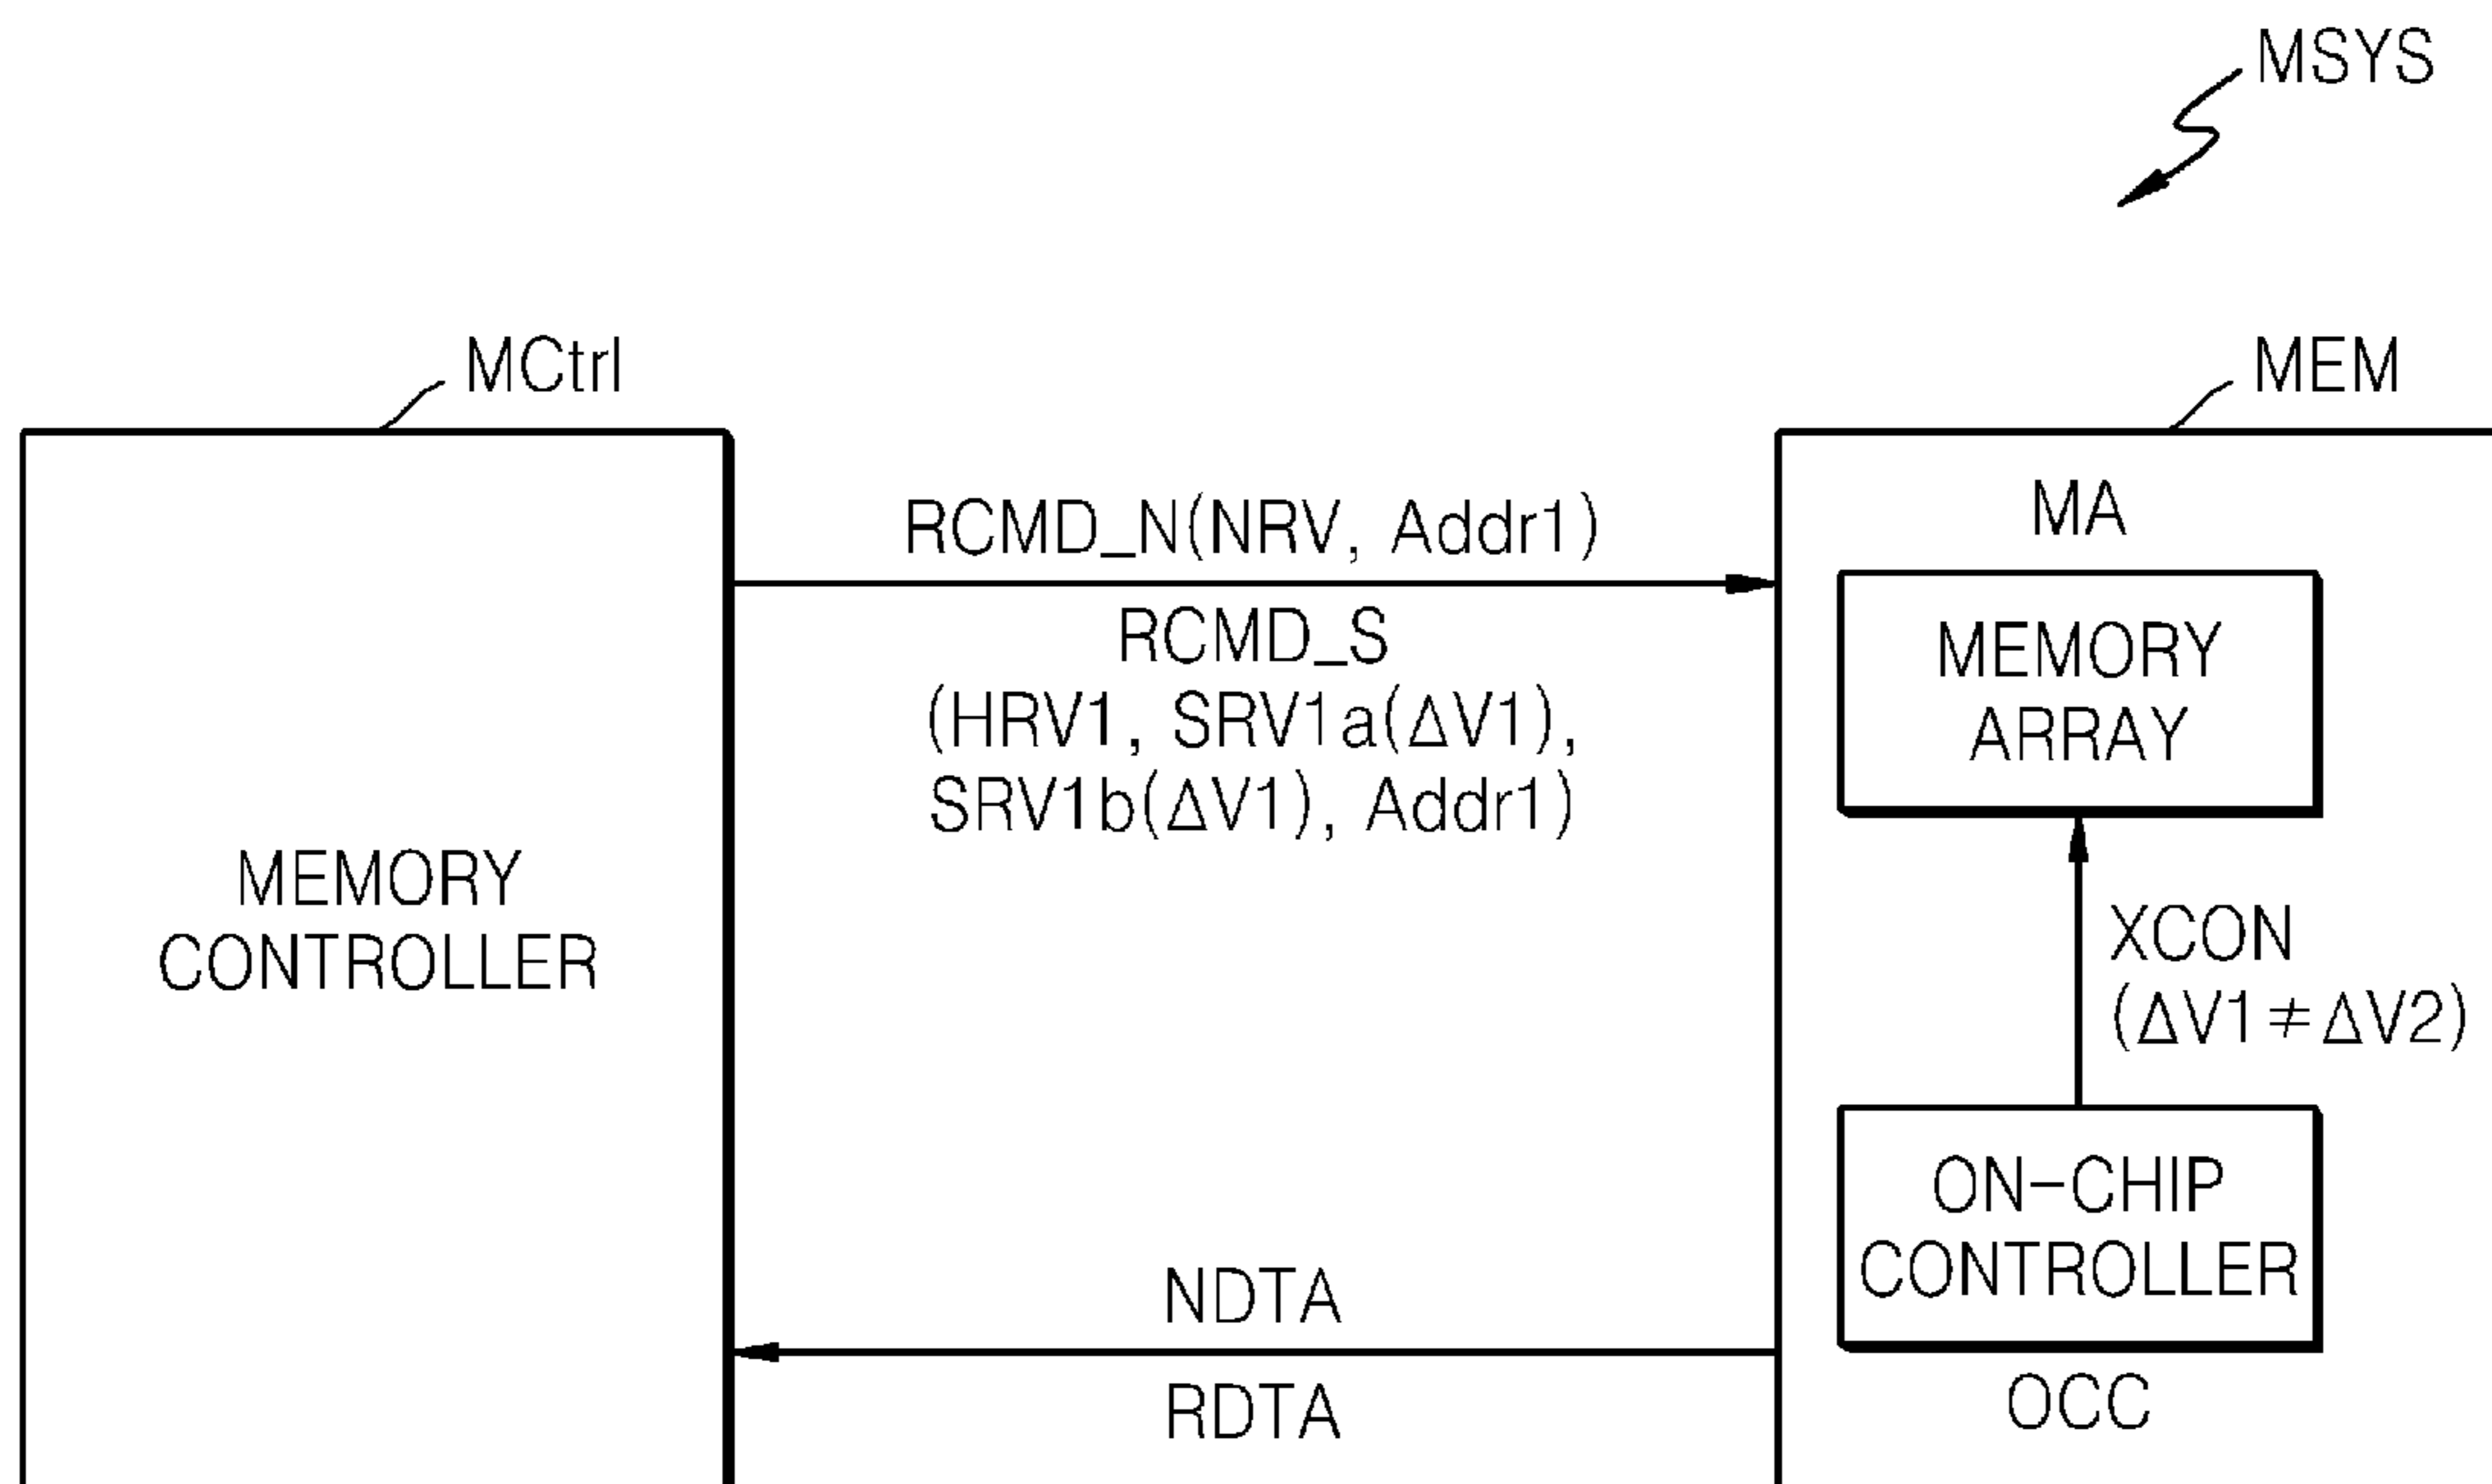 MSYS
MCtrl
MEM
RCMD_N(NRV, Addr1)
RCMD_S
(HRV1, SRV1a(ΔV1),
SRV1b(ΔV1), Addr1)
MEMORY
CONTROLLER
NDTA
RDTA
MA
MEMORY
ARRAY
XCON
(ΔV1≠ΔV2)
ON-CHIP
CONTROLLER
OCC